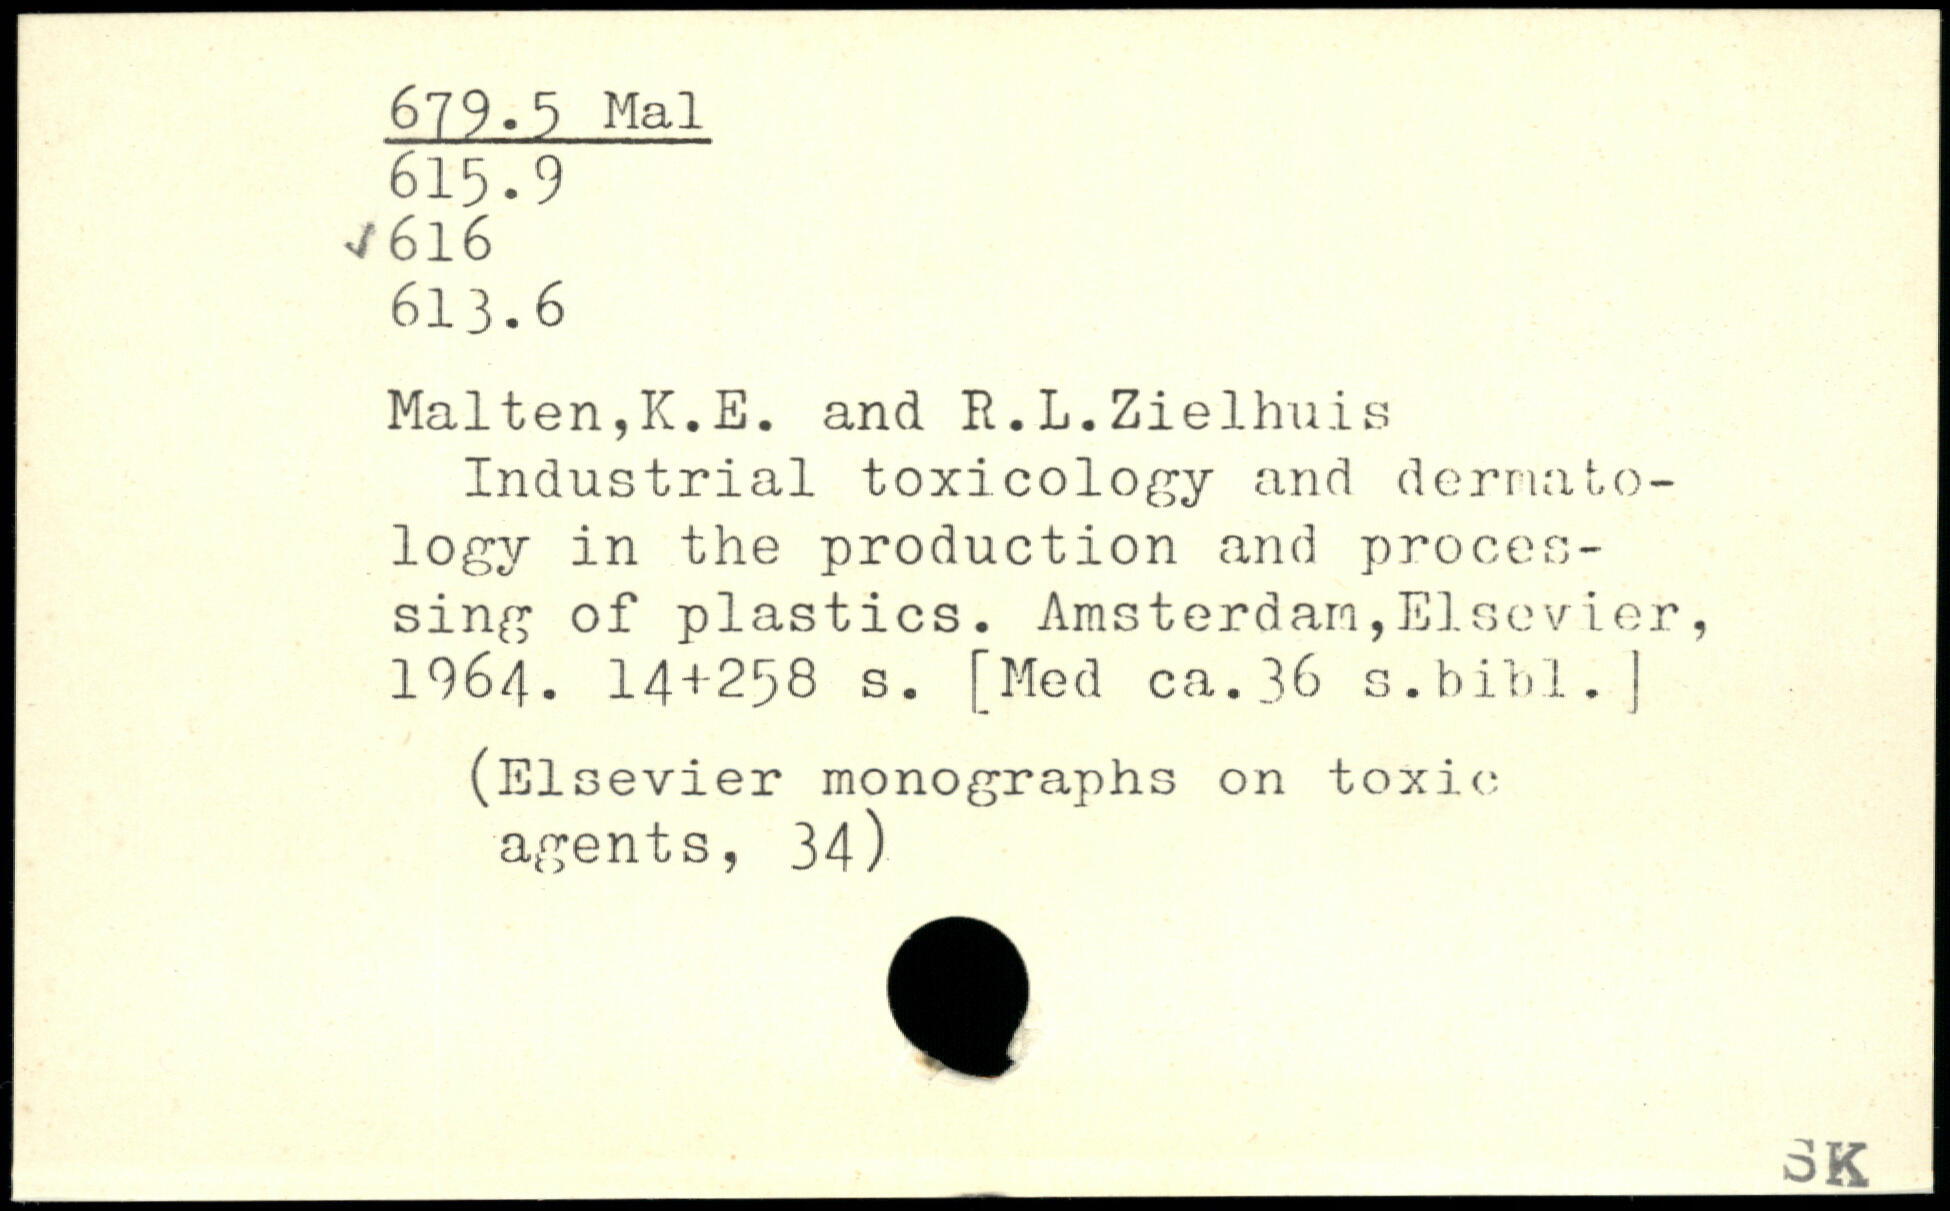 679.5 Mal
615.9
✓616
613.6
Malten,K.E. and R.L.Zielhuis
Industrial toxicology and dermato-
logy in the production and proces-
sing of plastics. Amsterdam,Elsevier,
1964. 14+258 s. [Med ca.36 s.bibl.]
(Elsevier monographs on toxic
agents, 34)
SK